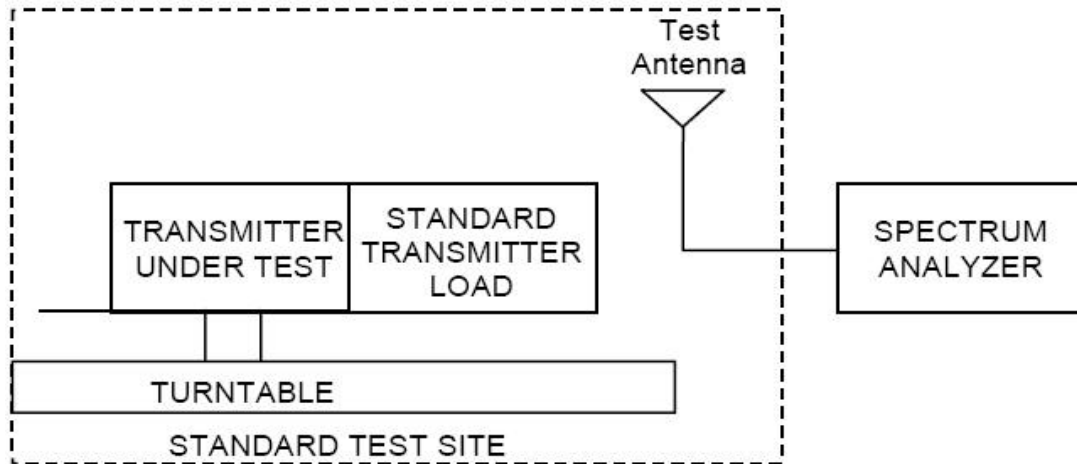 Test
Antenna
TRANSMITTER
UNDER TEST
STANDARD
TRANSMITTER
LOAD
SPECTRUM
ANALYZER
TURNTABLE
STANDARD TEST SITE